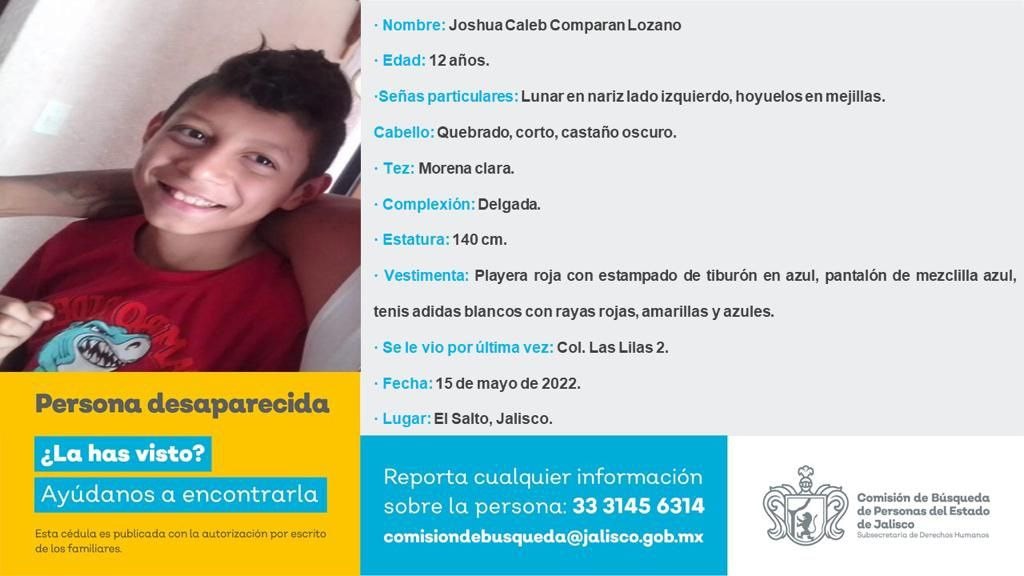 · Nombre: Joshua Caleb Comparan Lozano
· Edad: 12 años.
·Señas particulares: Lunar en nariz lado izquierdo, hoyuelos en mejillas.
Cabello: Quebrado, corto, castaño oscuro.
· Tez: Morena clara.
· Complexión: Delgada.
· Estatura: 140 cm.
· Vestimenta: Playera roja con estampado de tiburón en azul, pantalón de mezclilla azul,
tenis adidas blancos con rayas rojas, amarillas y azules.
· Se le vio por última vez: Col. Las Lilas 2.
· Fecha: 15 de mayo de 2022.
· Lugar: El Salto, Jalisco.
Persona desaparecida
¿La has visto?
Ayúdanos a encontrarla
Esta cédula es publicada con la autorización por escrito
de los familiares.
Reporta cualquier información
sobre la persona: 33 3145 6314
comisiondebusqueda@jalisco.gob.mx
Comisión de Búsqueda
de Personas del Estado
de Jalisco
Subsecretaría de Derechos Humanos